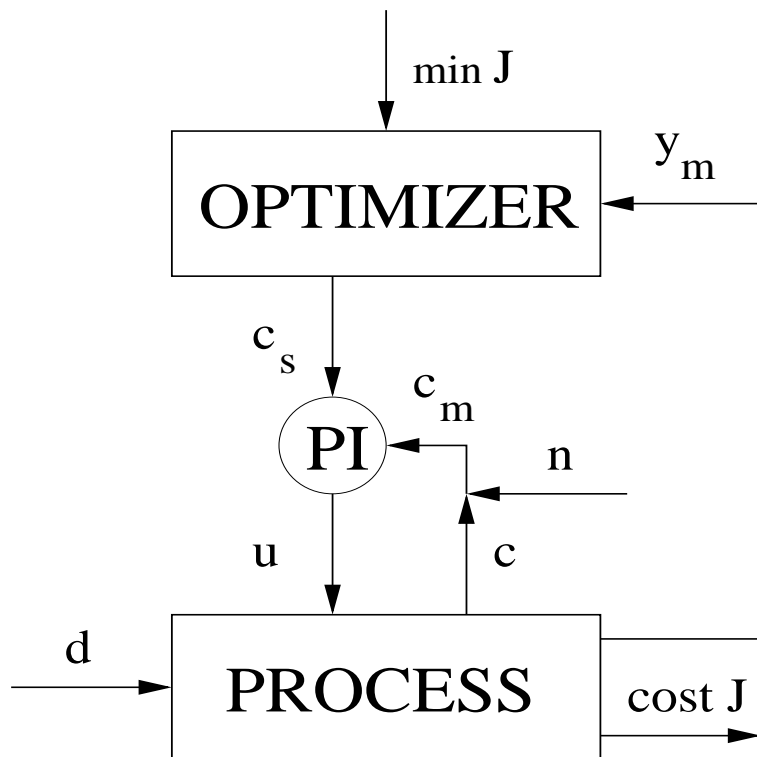 min J
y_m
OPTIMIZER
c_s
c_m
PI
n
u
c
d
PROCESS
cost J